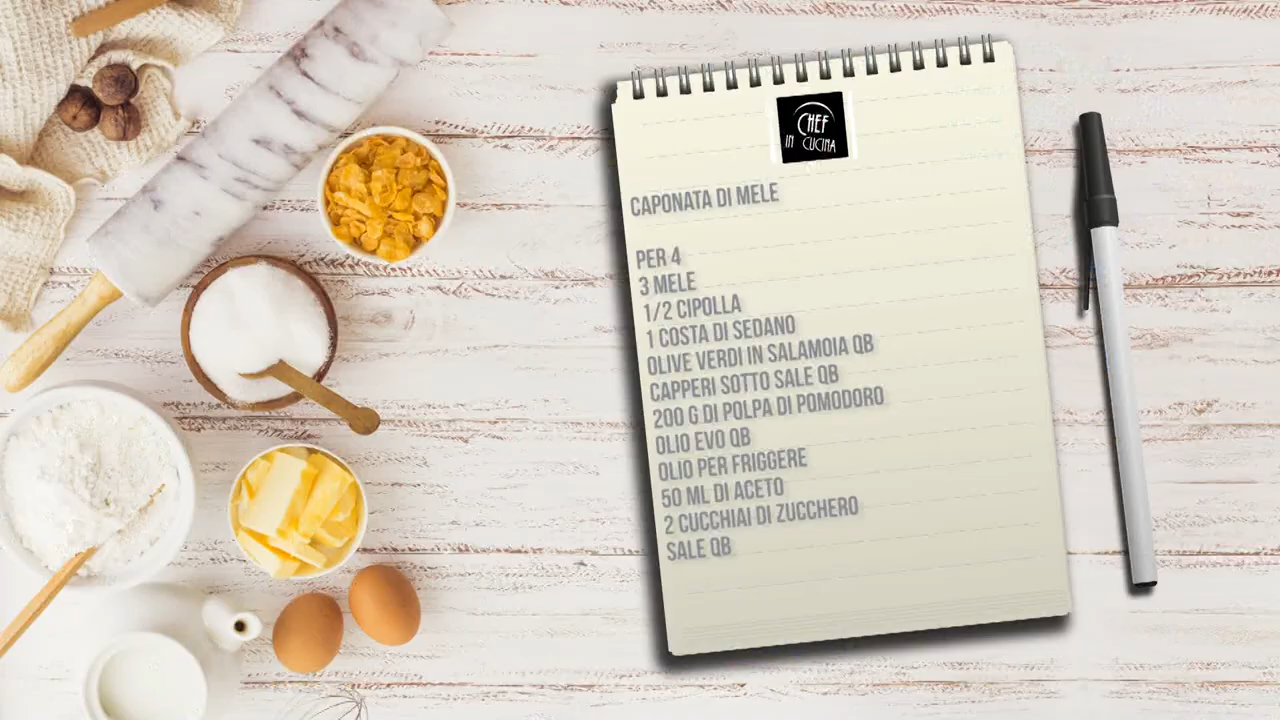 CHEF
IN CUCINA
CAPONATA DI MELE
PER 4
3 MELE
1/2 CIPOLLA
1 COSTA DI SEDANO
OLIVE VERDI IN SALAMOIA QB
CAPPERI SOTTO SALE QB
200 G DI POLPA DI POMODORO
OLIO EVO QB
OLIO PER FRIGGERE
50 ML DI ACETO
2 CUCCHIAI DI ZUCCHERO
SALE QB